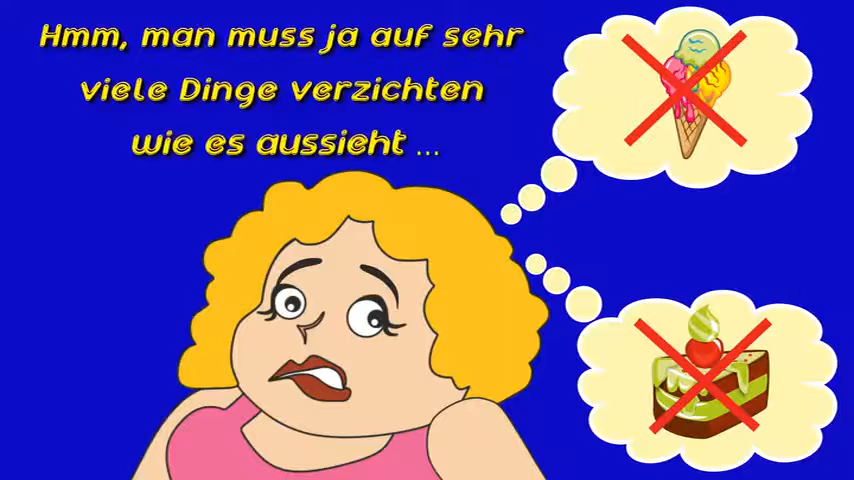 Hmm, man muss ja auf sehr
viele Dinge verzichten
wie es aussieht ...